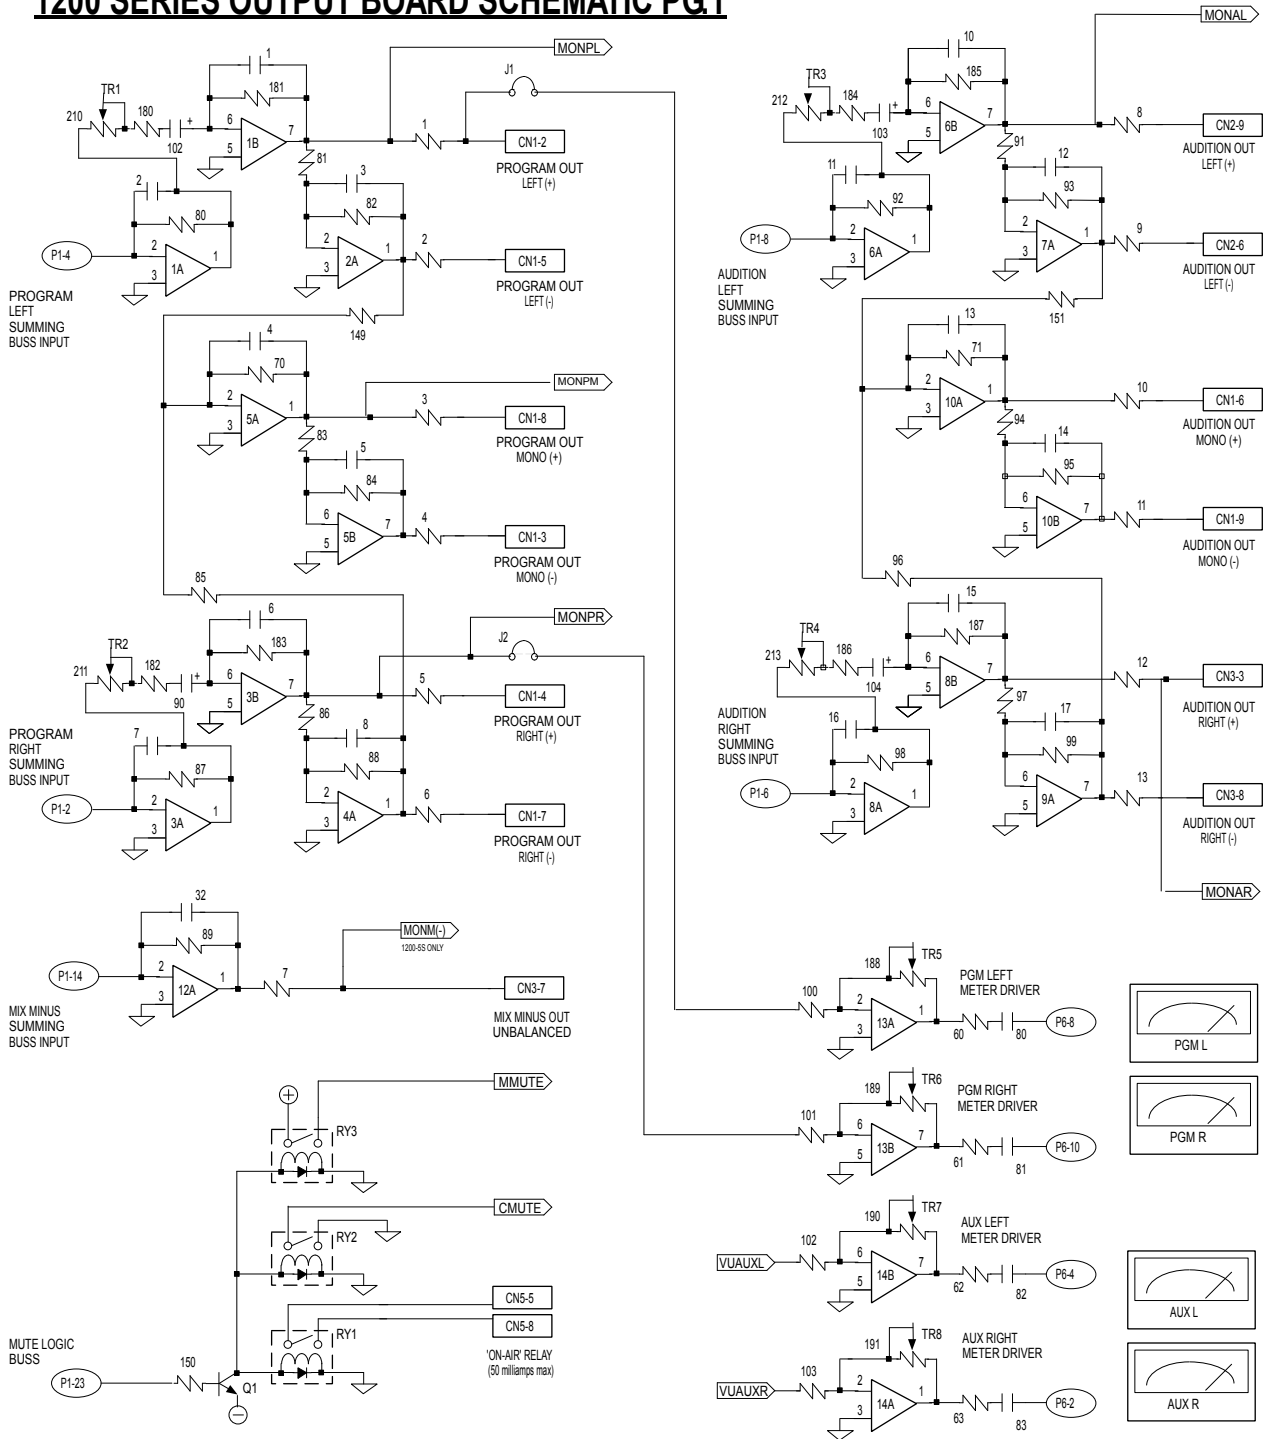 1200 SERIES OUTPUT BOARD SCHEMATIC PG.1
MONPL
1
181
TR1
210
180
+
102
6
5
1B
7
J1
1
CN1-2
PROGRAM OUT
LEFT (+)
81
2
80
P1-4
2
3
1A
1
3
82
2
3
2A
1
2
CN1-5
PROGRAM OUT
LEFT (-)
PROGRAM
LEFT
SUMMING
BUSS INPUT
149
4
70
2
3
5A
1
MONPM
3
CN1-8
PROGRAM OUT
MONO (+)
83
5
84
6
5
5B
7
4
CN1-3
PROGRAM OUT
MONO (-)
85
MONPR
6
183
TR2
211
182
+
90
6
5
3B
7
J2
5
CN1-4
PROGRAM OUT
RIGHT (+)
86
PROGRAM
RIGHT
SUMMING
BUSS INPUT
7
87
P1-2
2
3
3A
1
8
88
2
3
4A
1
6
CN1-7
PROGRAM OUT
RIGHT (-)
32
89
P1-14
2
3
12A
1
7
MONM(-)
1200-5S ONLY
CN3-7
MIX MINUS OUT
UNBALANCED
MIX MINUS
SUMMING
BUSS INPUT
MMUTE
+
RY3
CMUTE
RY2
CN5-5
CN5-8
RY1
'ON-AIR' RELAY
(50 milliamps max)
MUTE LOGIC
BUSS
P1-23
150
Q1
MONAL
10
185
TR3
212
184
+
103
6
5
6B
7
8
CN2-9
AUDITION OUT
LEFT (+)
91
11
92
P1-8
2
3
6A
1
12
93
2
3
7A
1
9
CN2-6
AUDITION OUT
LEFT (-)
AUDITION
LEFT
SUMMING
BUSS INPUT
151
13
71
2
3
10A
1
10
CN1-6
AUDITION OUT
MONO (+)
94
14
95
6
5
10B
7
11
CN1-9
AUDITION OUT
MONO (-)
96
15
187
TR4
213
186
+
104
6
5
8B
7
12
CN3-3
AUDITION OUT
RIGHT (+)
97
AUDITION
RIGHT
SUMMING
BUSS INPUT
16
98
P1-6
2
3
8A
1
17
99
6
5
9A
7
13
CN3-8
AUDITION OUT
RIGHT (-)
MONAR
188
TR5
PGM LEFT
METER DRIVER
100
2
3
13A
1
60
80
P6-8
PGM L
189
TR6
PGM RIGHT
METER DRIVER
101
6
5
13B
7
61
81
P6-10
PGM R
190
TR7
AUX LEFT
METER DRIVER
VUAUXL
102
6
5
14B
7
62
82
P6-4
AUX L
191
TR8
AUX RIGHT
METER DRIVER
VUAUXR
103
2
3
14A
1
63
83
P6-2
AUX R